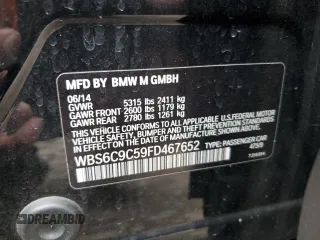 MFD BY BMW M GMBH
06/14
GVWR 5315 lbs 2411 kg
GAWR FRONT 2600 lbs 1179 kg
GAWR REAR 2780 lbs 1261 kg
THIS VEHICLE CONFORMS TO ALL APPLICABLE U.S. FEDERAL MOTOR
VEHICLE SAFETY, BUMPER, AND THEFT PREVENTION STANDARDS IN EFFECT
ON THE DATE OF MANUFACTURE SHOWN ABOVE.
WBS6C9C59FD467652 TYPE: PASSENGER CAR
475/9
DREAMBID